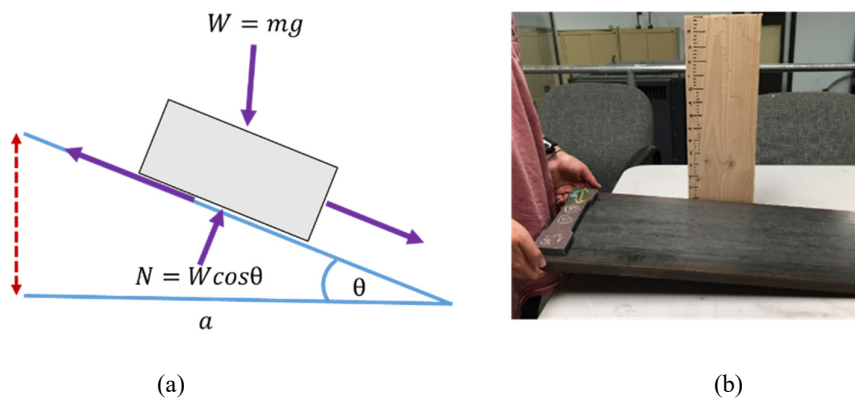 W = mg
N = Wcosθ
θ
a
(a)
(b)